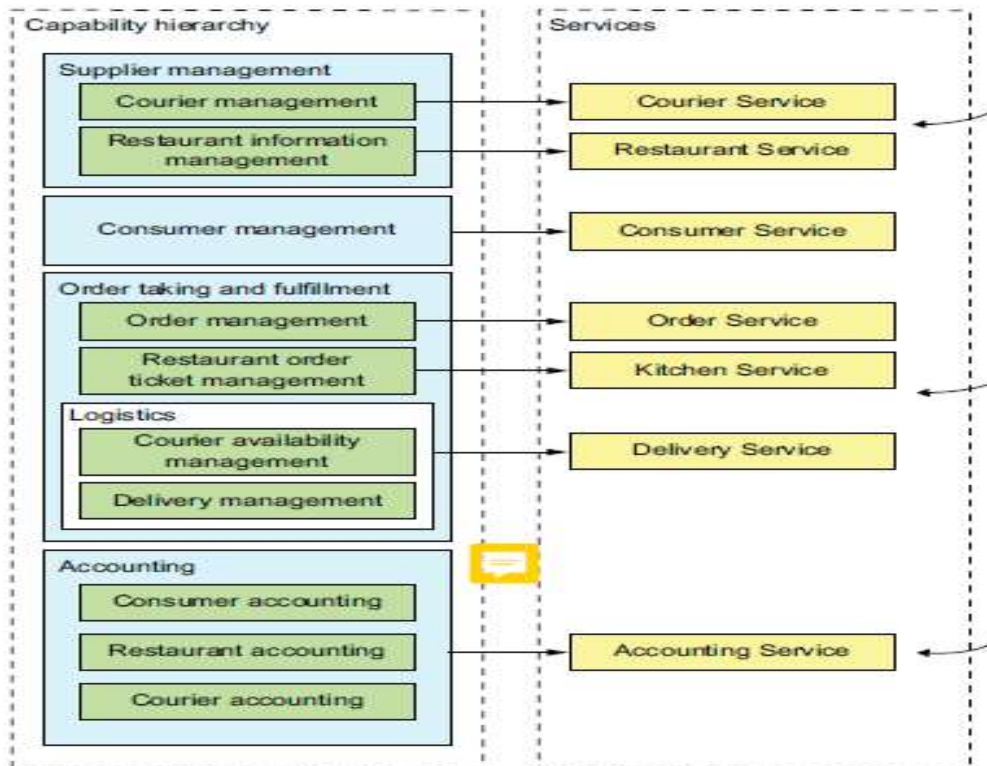 Capability hierarchy
Supplier management
Courier management
Restaurant information
management
Consumer management
Order taking and fulfillment
Order management
Restaurant order
ticket management
Logistics
Courier availability
management
Delivery management
Accounting
Consumer accounting
Restaurant accounting
Courier accounting
Services
Courier Service
Restaurant Service
Consumer Service
Order Service
Kitchen Service
Delivery Service
Accounting Service